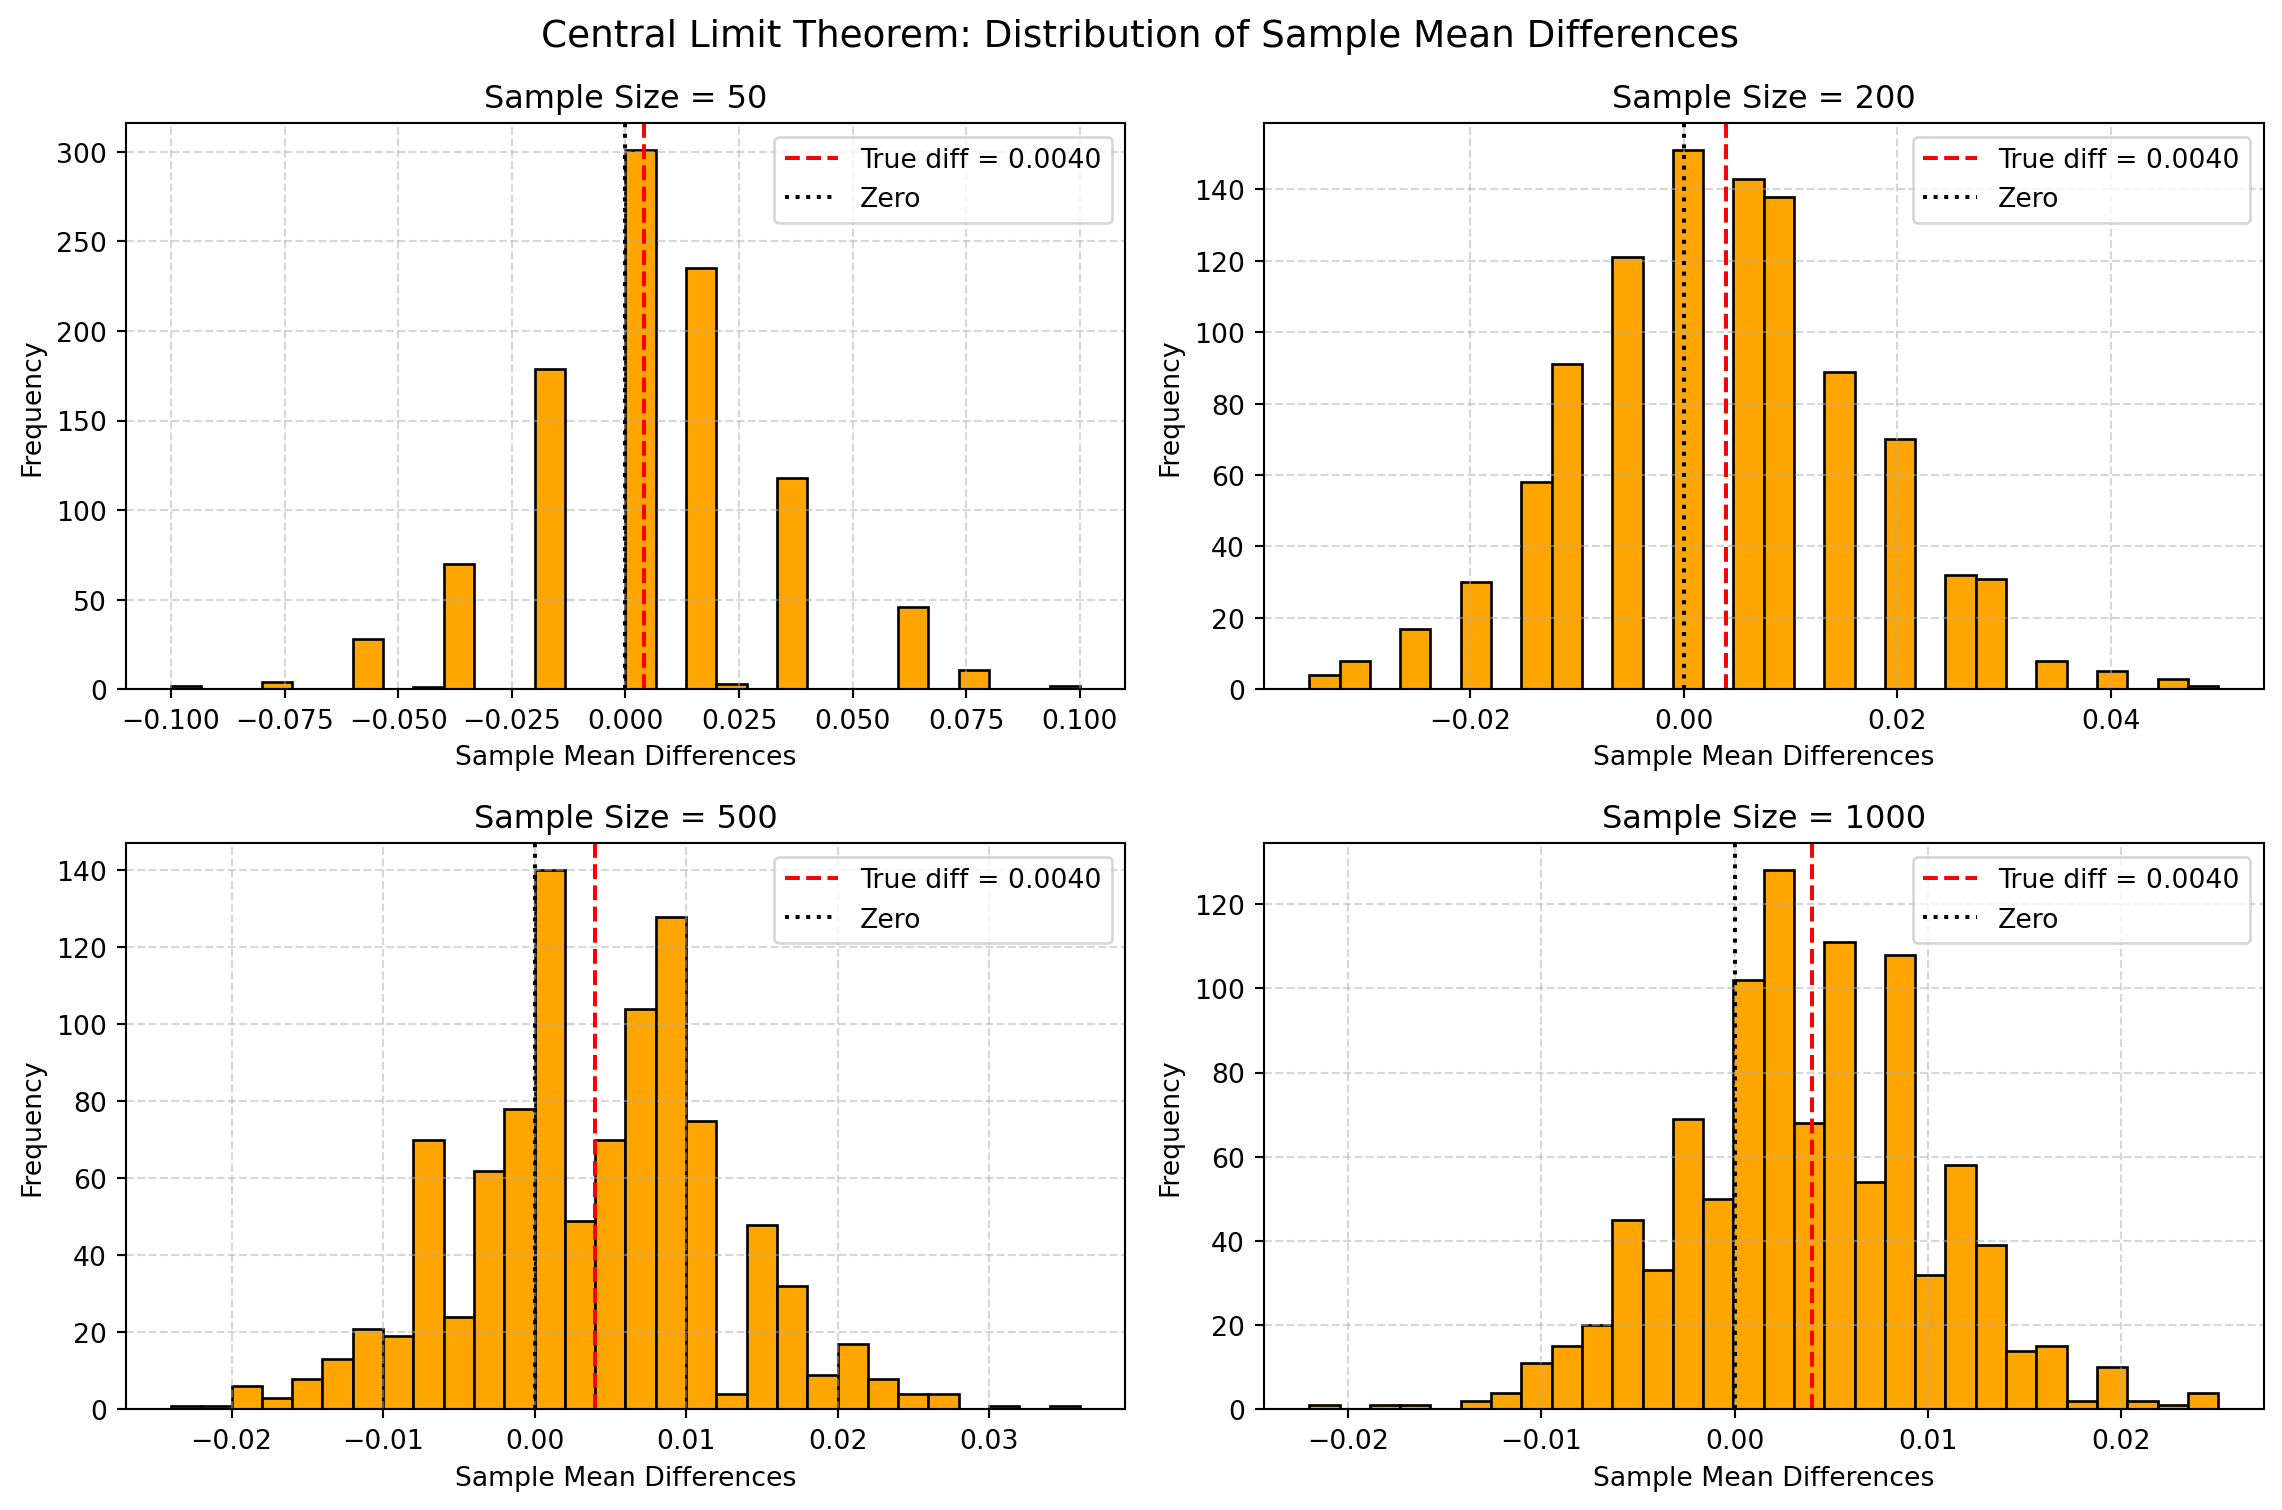 Central Limit Theorem: Distribution of Sample Mean Differences
Sample Size = 50
300
250
200
150
100
50
0
Frequency
True diff = 0.0040
Zero
−0.100 −0.075 −0.050 −0.025 0.000 0.025 0.050 0.075 0.100
Sample Mean Differences
Sample Size = 200
140
120
100
80
60
40
20
0
Frequency
True diff = 0.0040
Zero
−0.02 0.00 0.02 0.04
Sample Mean Differences
Sample Size = 500
140
120
100
80
60
40
20
0
Frequency
True diff = 0.0040
Zero
−0.02 −0.01 0.00 0.01 0.02 0.03
Sample Mean Differences
Sample Size = 1000
120
100
80
60
40
20
0
Frequency
True diff = 0.0040
Zero
−0.02 −0.01 0.00 0.01 0.02
Sample Mean Differences